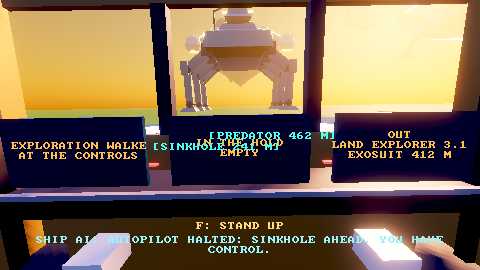 [PREDATOR 462 M]
EXPLORATION WALKE
AT THE CONTROLS
[SINKHOLE 41 M]
IN THE HOLD
EMPTY
OUT
LAND EXPLORER 3.1
EXOSUIT 412 M
F: STAND UP
SHIP AI: AUTOPILOT HALTED: SINKHOLE AHEAD. YOU HAVE
CONTROL.